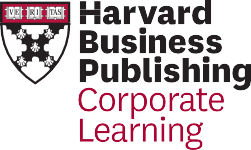 VE RI TAS
Harvard
Business
Publishing
Corporate
Learning